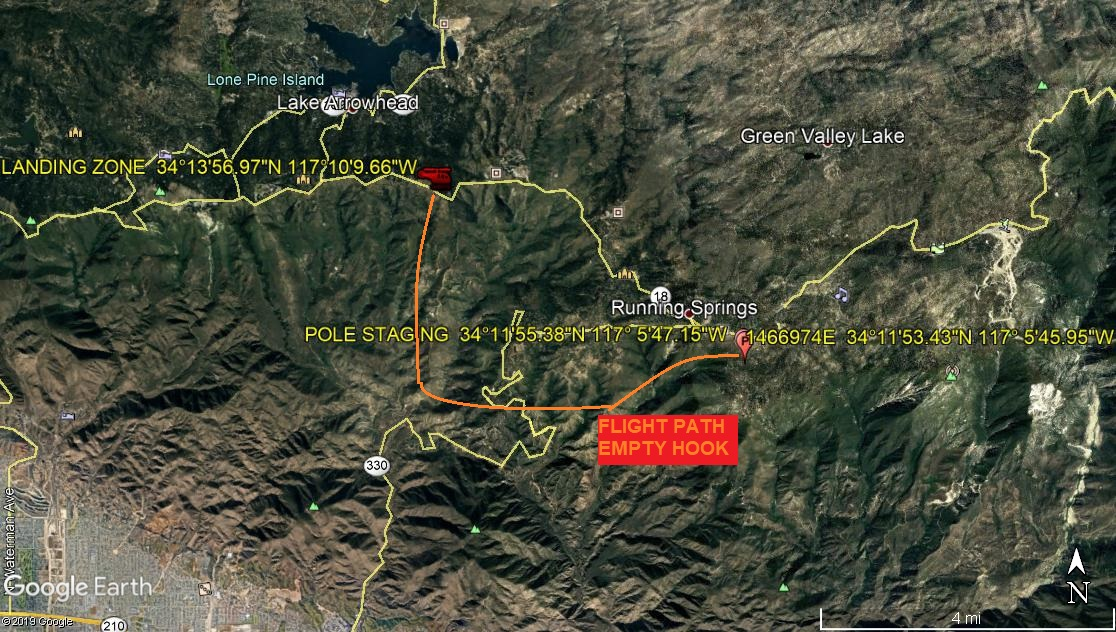 Lone Pine Island
Lake Arrowhead
Green Valley Lake
LANDING ZONE 34°13'56.97"N 117°10'9.66"W
18
Running Springs
POLE STAGING 34°11'55.38"N 117° 5'47.15"W
1466974E 34°11'53.43"N 117° 5'45.95"W
FLIGHT PATH
EMPTY HOOK
330
Waterman Ave
Google Earth
©2019 Google
210
4 mi
N